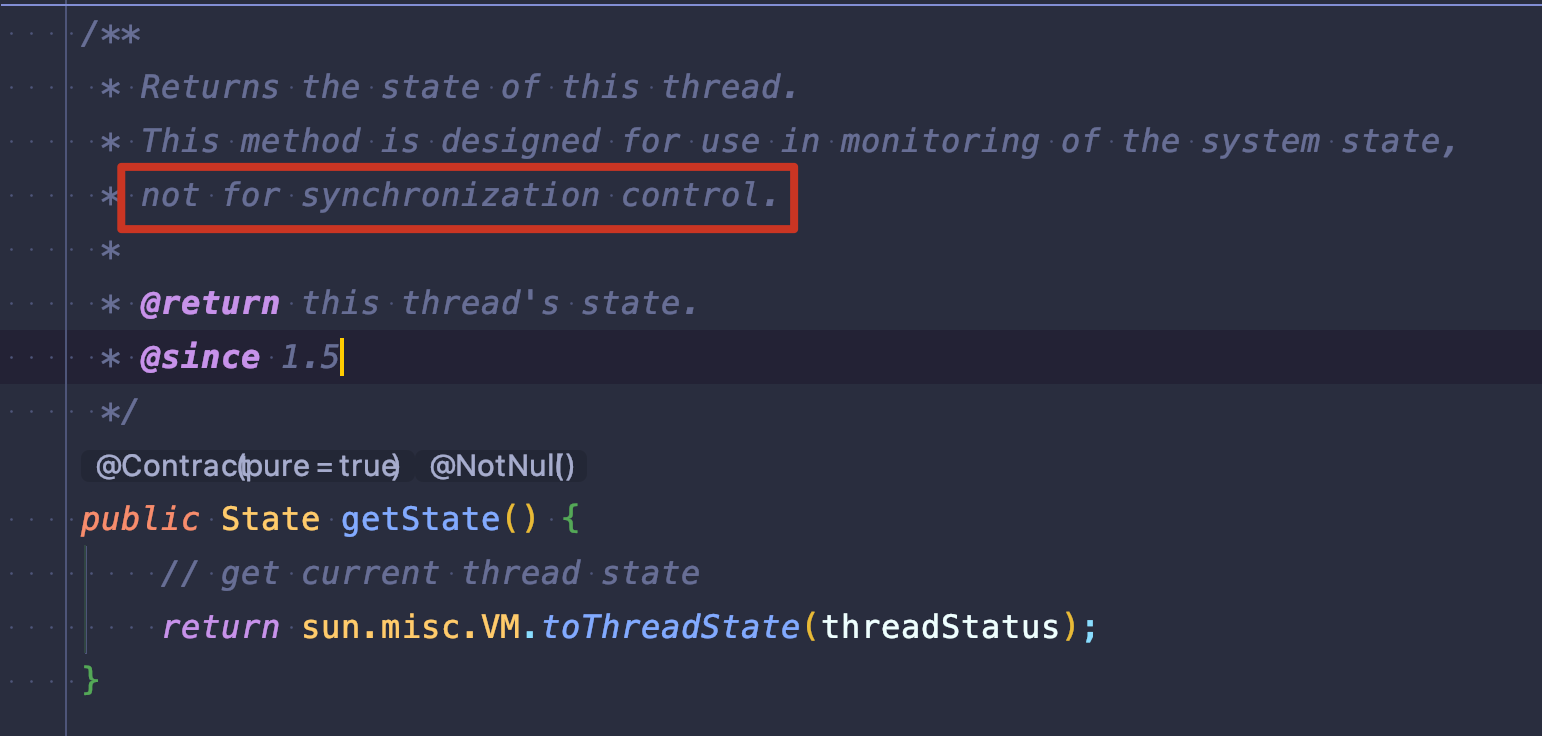 /**
* Returns the state of this thread.
* This method is designed for use in monitoring of the system state,
* not for synchronization control.
*
* @return this thread's state.
* @since 1.5
*/
@Contract(pure = true) @NotNull()
public State getState() {
// get current thread state
return sun.misc.VM.toThreadState(threadStatus);
}